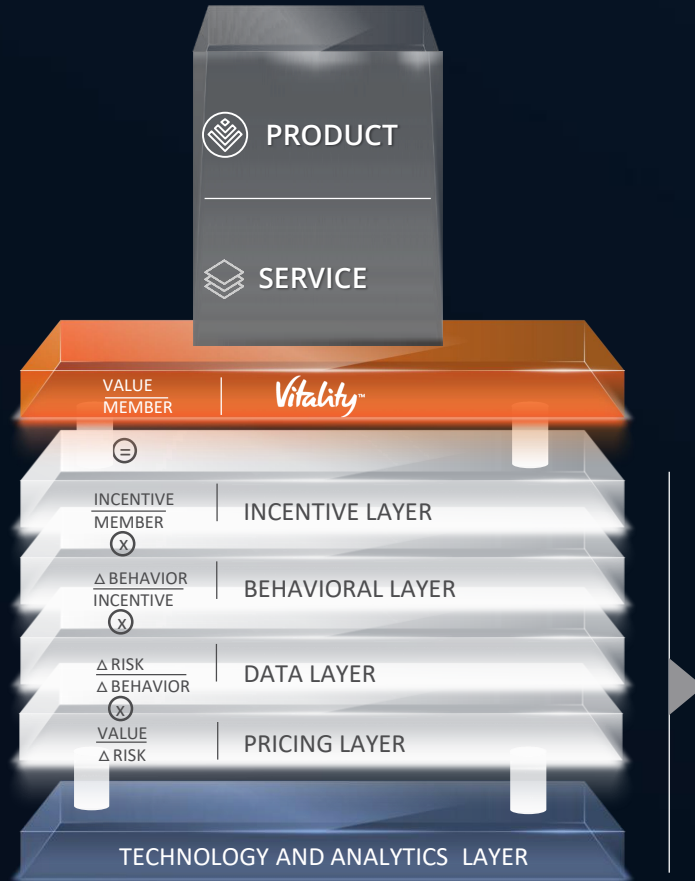 PRODUCT
SERVICE
VALUE
MEMBER
Vitality™
=
INCENTIVE
MEMBER
INCENTIVE LAYER
x
△ BEHAVIOR
INCENTIVE
BEHAVIORAL LAYER
x
△ RISK
△ BEHAVIOR
DATA LAYER
x
VALUE
△ RISK
PRICING LAYER
TECHNOLOGY AND ANALYTICS LAYER